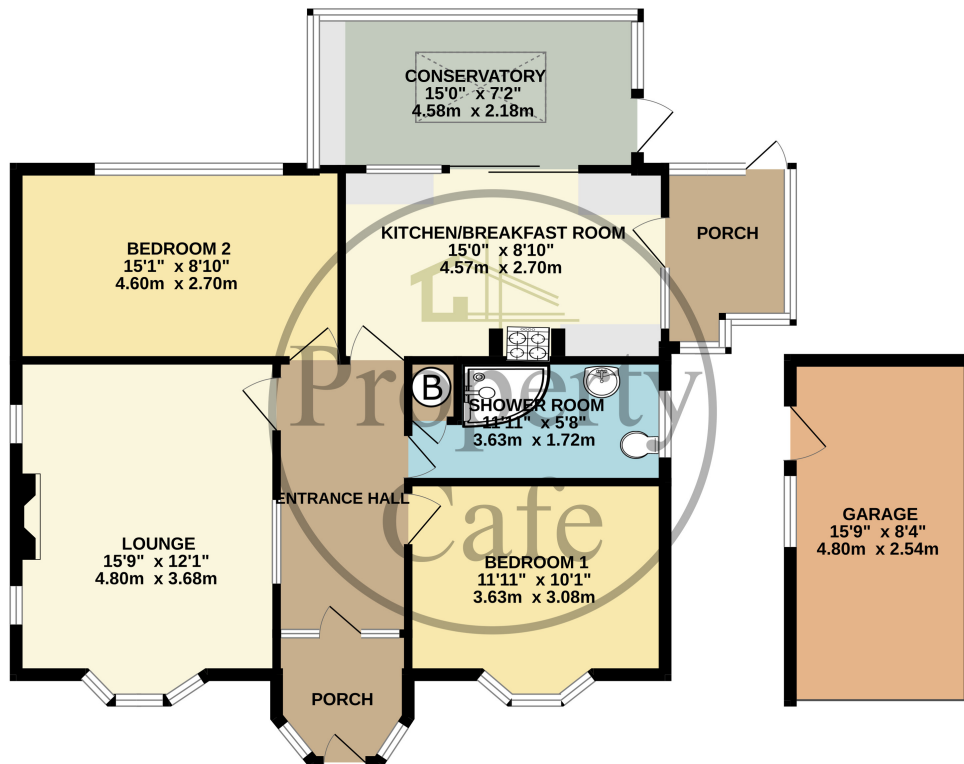 CONSERVATORY
15'0" x 7'2"
4.58m x 2.18m
BEDROOM 2
15'1" x 8'10"
4.60m x 2.70m
KITCHEN/BREAKFAST ROOM
15'0" x 8'10"
4.57m x 2.70m
PORCH
B
SHOWER ROOM
11'11" x 5'8"
3.63m x 1.72m
Property
Cafe
ENTRANCE HALL
LOUNGE
15'9" x 12'1"
4.80m x 3.68m
BEDROOM 1
11'11" x 10'1"
3.63m x 3.08m
GARAGE
15'9" x 8'4"
4.80m x 2.54m
PORCH